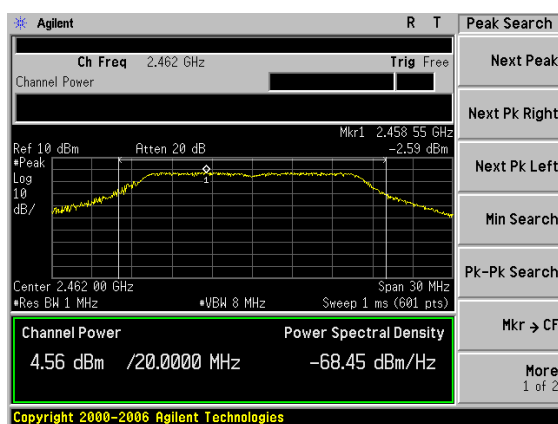 Agilent R T
Peak Search
Ch Freq 2.462 GHz Trig Free
Channel Power
Mkr1 2.458 55 GHz
Ref 10 dBm Atten 20 dB -2.59 dBm
#Peak
Log
10
dB/
1
Center 2.462 00 GHz Span 30 MHz
#Res BW 1 MHz #VBW 8 MHz Sweep 1 ms (601 pts)
Channel Power Power Spectral Density
4.56 dBm /20.0000 MHz -68.45 dBm/Hz
Copyright 2000-2006 Agilent Technologies
Next Peak
Next Pk Right
Next Pk Left
Min Search
Pk-Pk Search
Mkr → CF
More
1 of 2